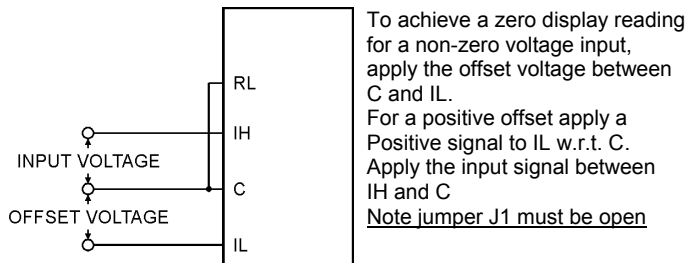 To achieve a zero display reading
for a non-zero voltage input,
apply the offset voltage between
C and IL.
For a positive offset apply a
Positive signal to IL w.r.t. C.
Apply the input signal between
IH and C
Note jumper J1 must be open
RL
IH
INPUT VOLTAGE
C
OFFSET VOLTAGE
IL